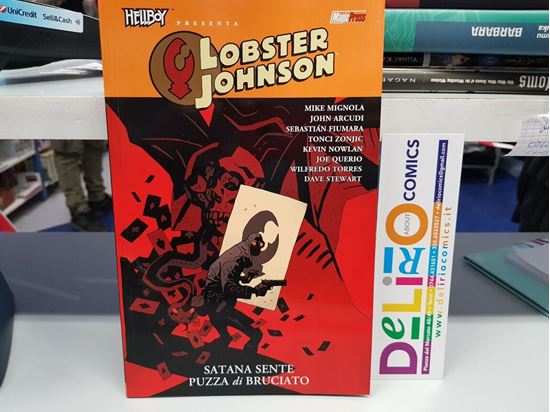 UniCredit Sell&Cash
HELLBOY
PRESENTA
MagicPress
LOBSTER
JOHNSON
MIKE MIGNOLA
JOHN ARCUDI
SEBASTIÁN FIUMARA
TONCI ZONJIC
KEVIN NOWLAN
JOE QUERIO
WILFREDO TORRES
DAVE STEWART
SATANA SENTE
PUZZA di BRUCIATO
BARBARA
DeLiRiO
ABOUT
COMICS
www.deliriocomics.it